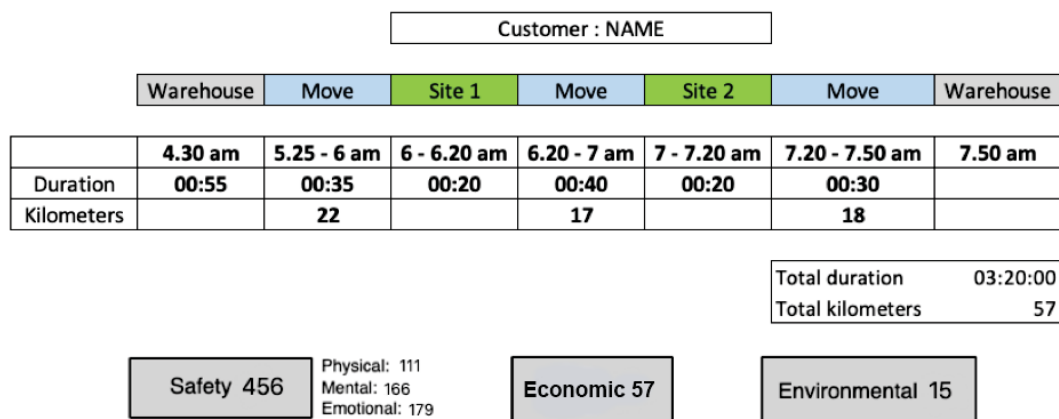 Customer : NAME
Warehouse Move Site 1 Move Site 2 Move Warehouse
4.30 am 5.25 - 6 am 6 - 6.20 am 6.20 - 7 am 7 - 7.20 am 7.20 - 7.50 am 7.50 am
Duration 00:55 00:35 00:20 00:40 00:20 00:30
Kilometers 22 17 18
Total duration 03:20:00
Total kilometers 57
Safety 456
Physical: 111
Mental: 166
Emotional: 179
Economic 57
Environmental 15